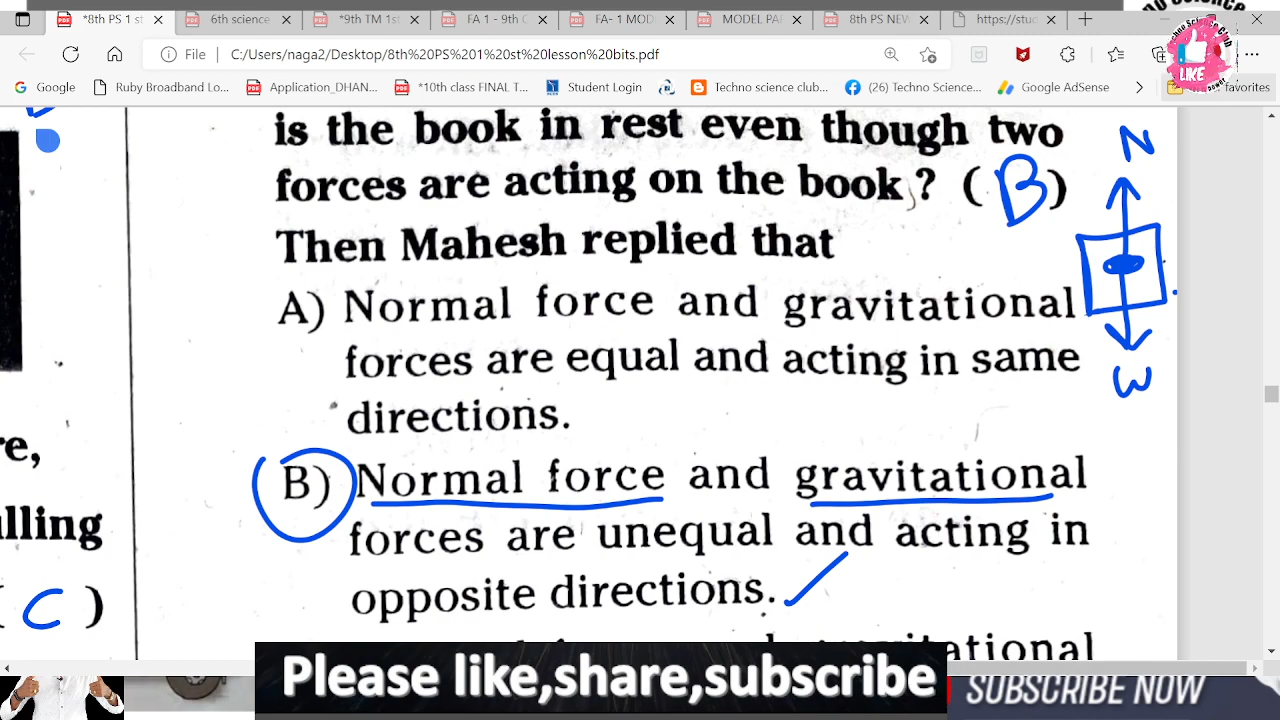 *8th PS 1 st
6th science
*9th TM 1st
FA 1-9th C
FA- 1MOD
MODEL PA
8th PS NEW
https://stud
File
C:/Users/naga2/Desktop/8th%20PS%201%20st%20lesson%20bits.pdf
LIKE
Google
Ruby Broadband Lo...
Application_DHAN...
*10th class FINAL T...
Student Login
Techno Science club...
(26) Techno Science...
Google AdSense
favorites
is the book in rest even though two
forces are acting on the book ? ( B )
Then Mahesh replied that
A) Normal force and gravitational
forces are equal and acting in same
directions.
B) Normal force and gravitational
forces are unequal and acting in
opposite directions.
N
W
re,
lling
( C )
Please like,share,subscribe
SUBSCRIBE NOW